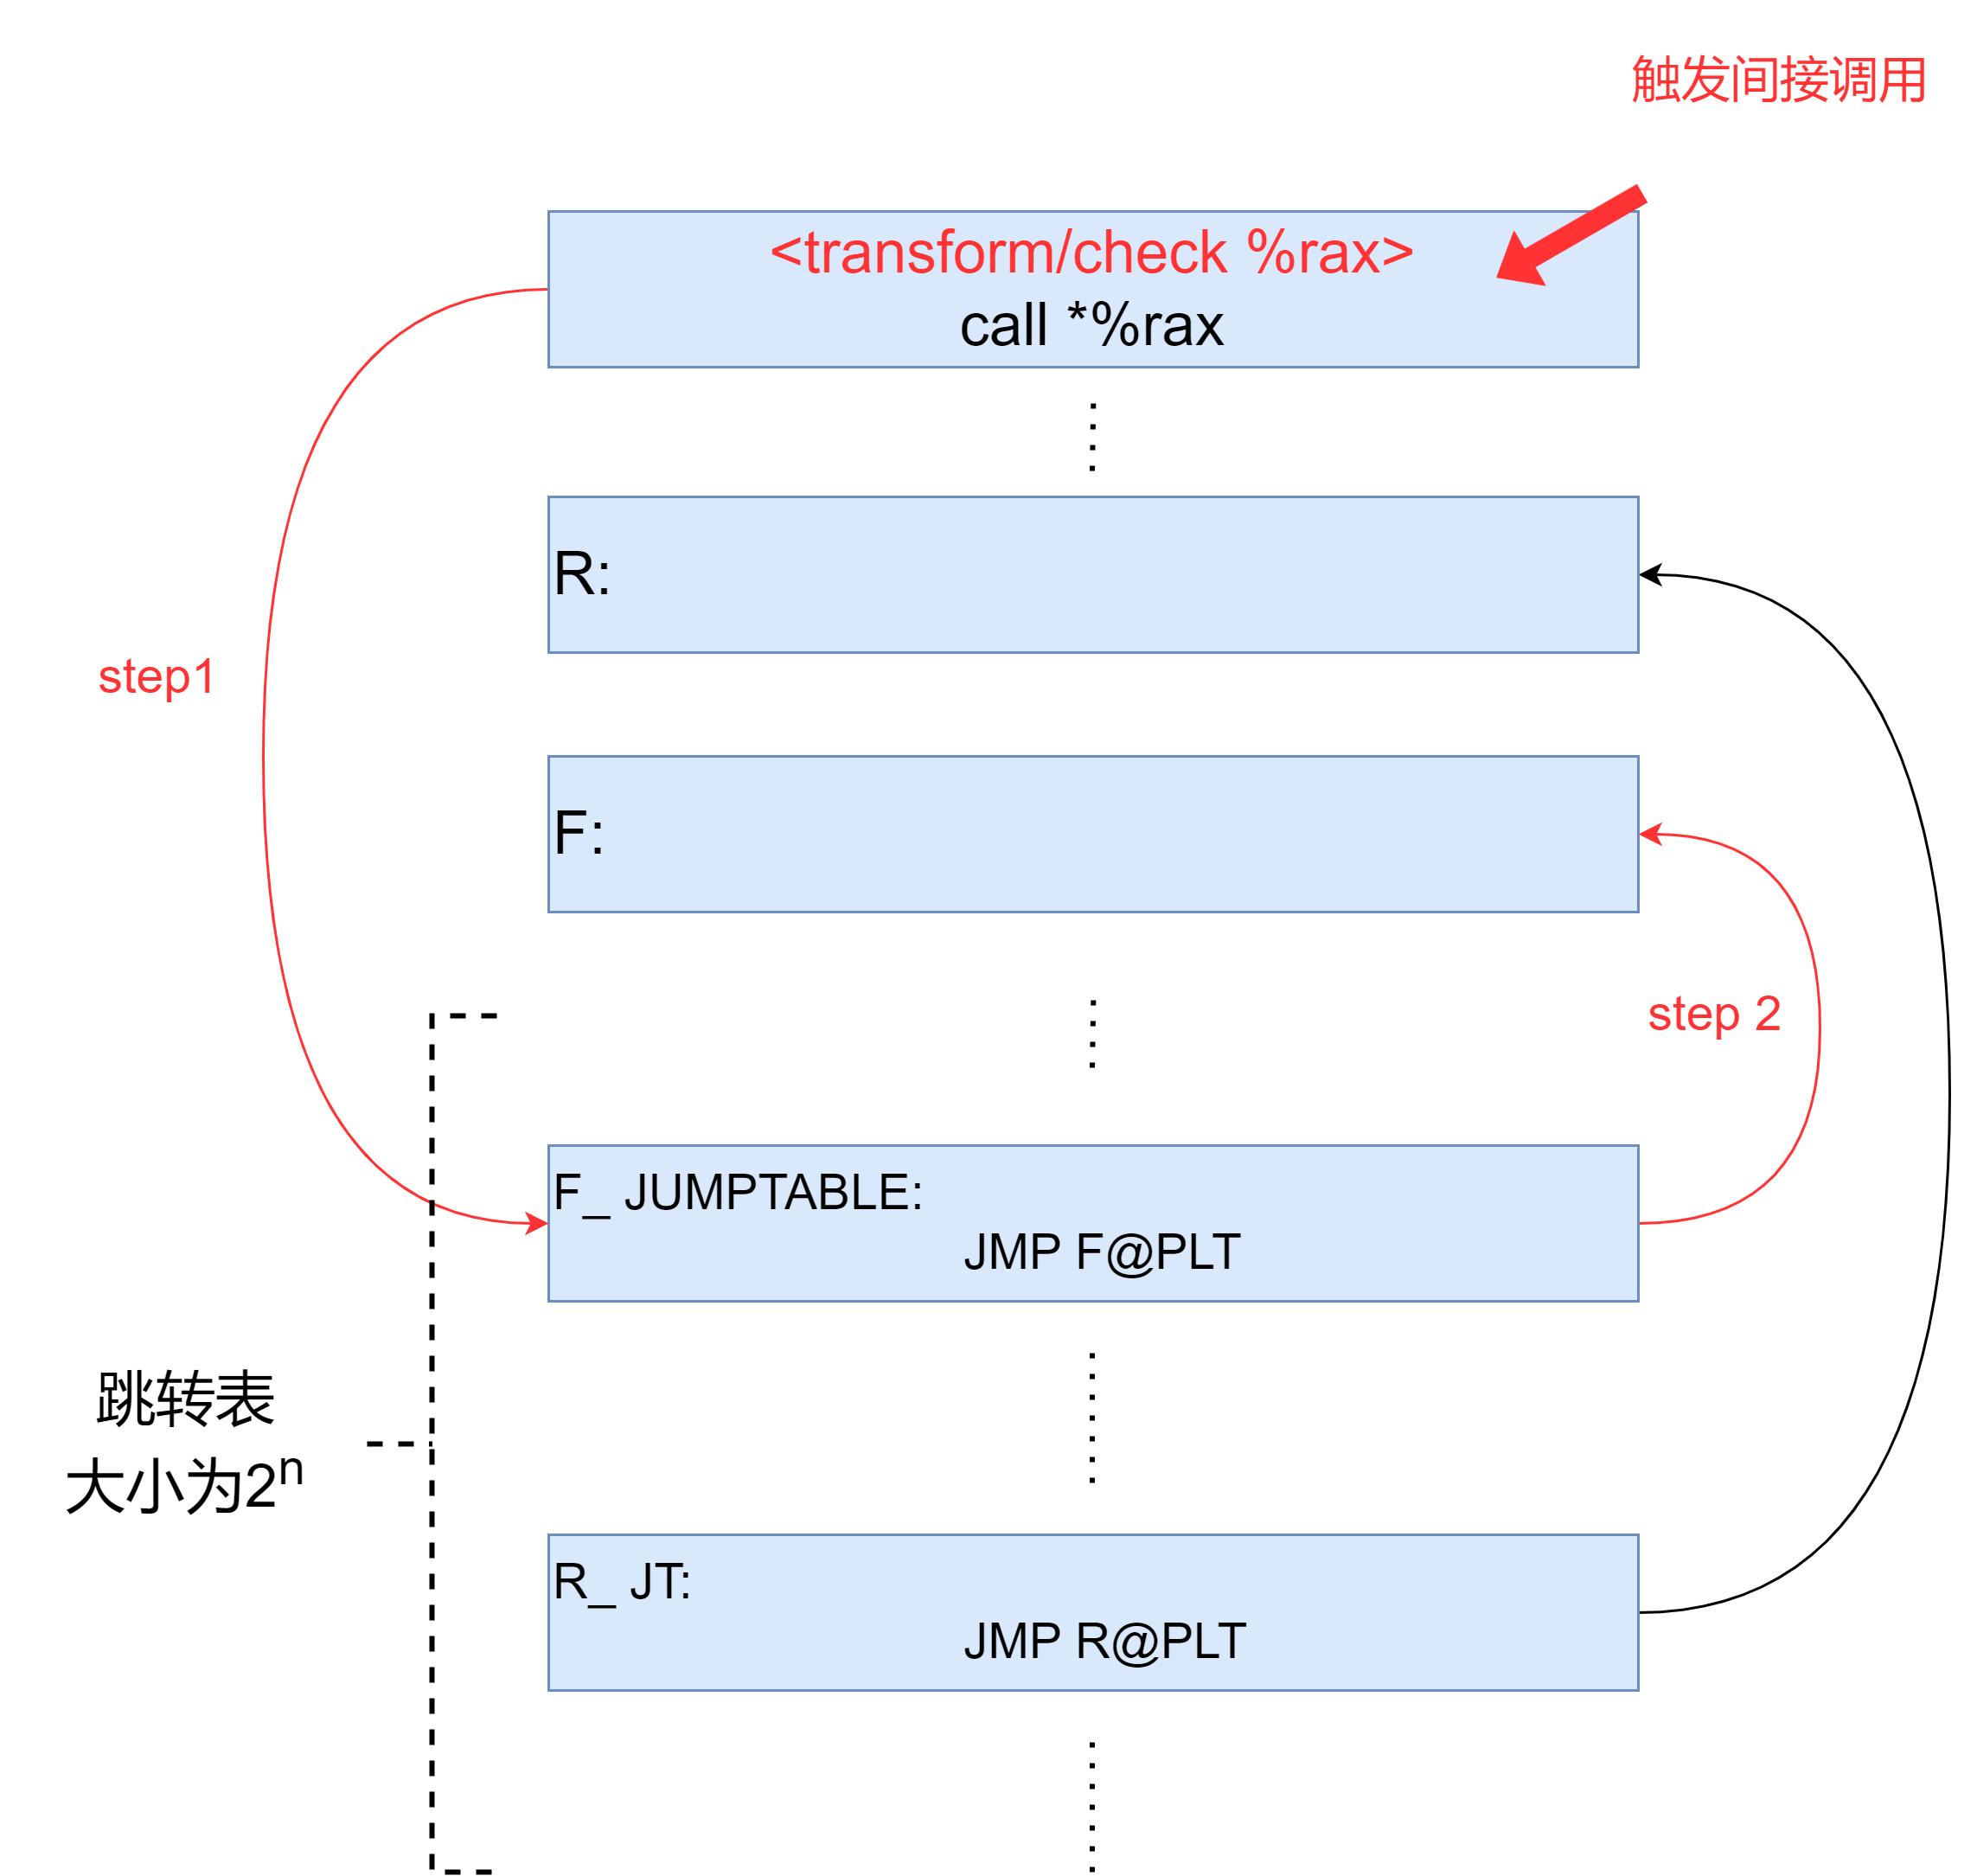 触发间接调用
<transform/check %rax>
call *%rax
R:
step1
F:
step 2
F_ JUMPTABLE:
JMP F@PLT
跳转表
大小为2ⁿ
R_ JT:
JMP R@PLT